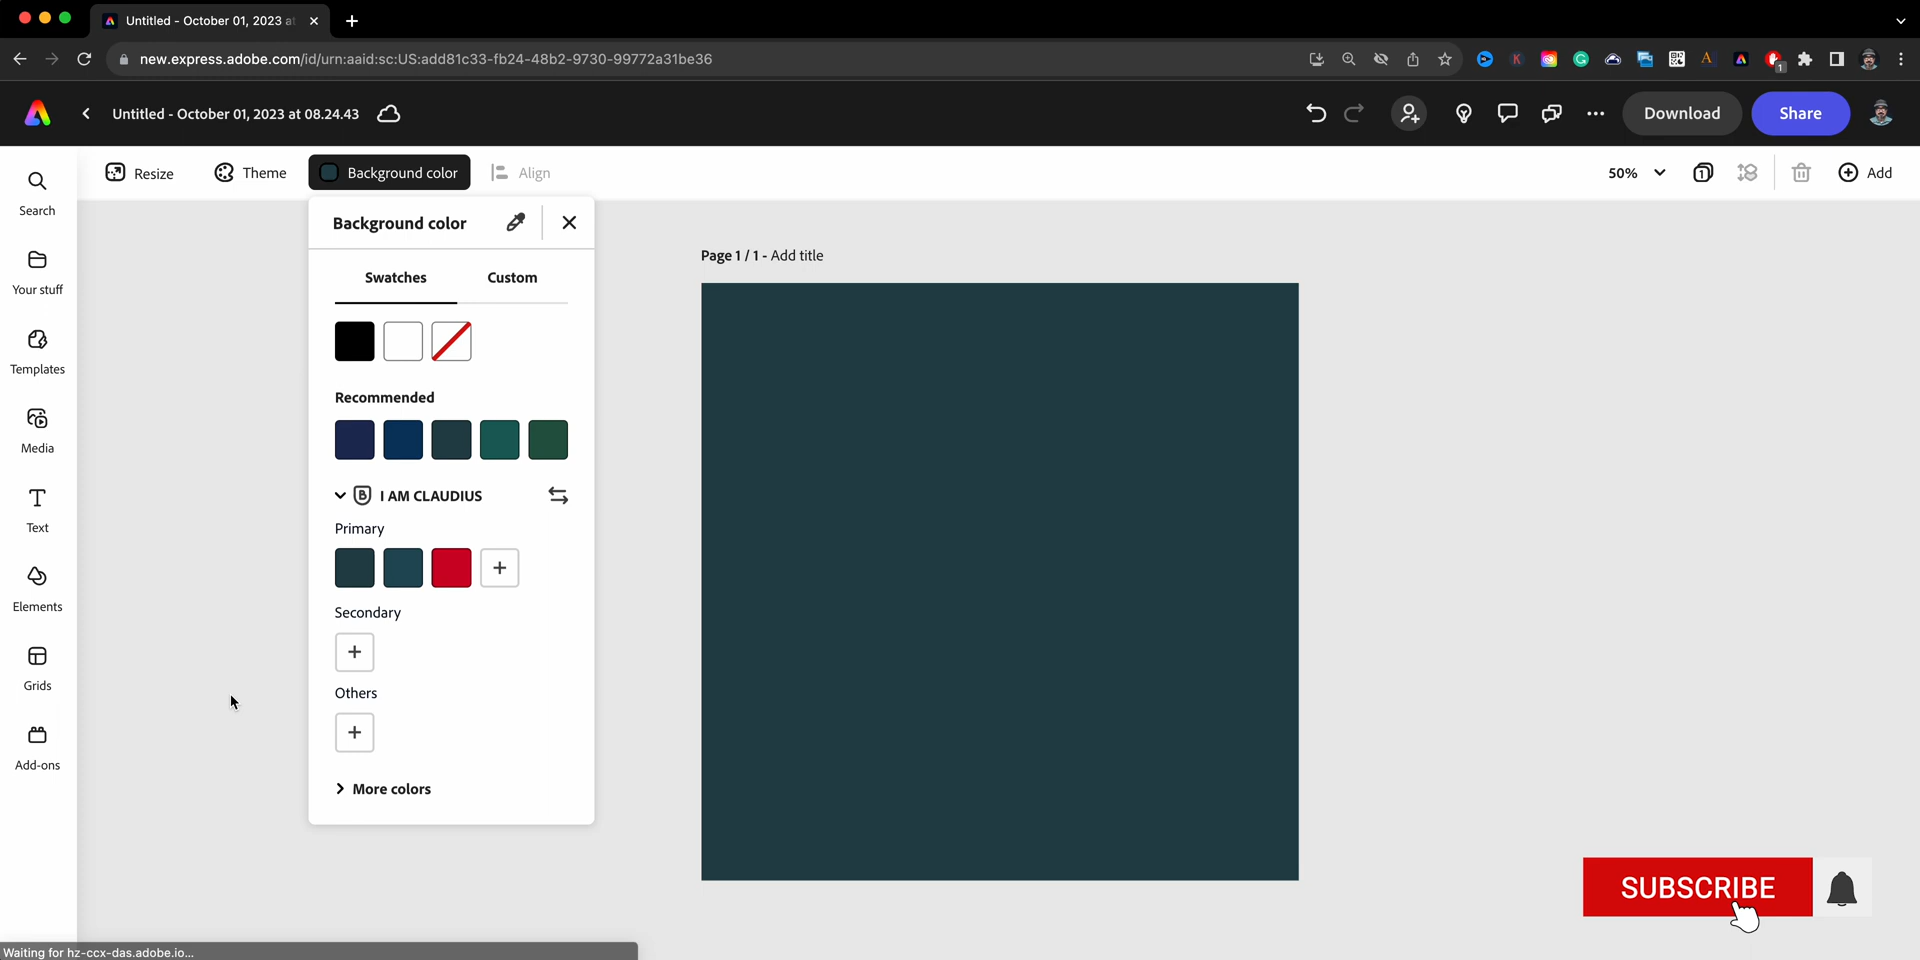 Untitled - October 01, 2023 at
new.express.adobe.com/id/urn:aaid:sc:US:add81c33-fb24-48b2-9730-99772a31be36
K
A
1
Untitled - October 01, 2023 at 08.24.43
Download
Share
Resize
Theme
Background color
Align
50%
1
Add
Search
Your stuff
Templates
Media
Text
Elements
Grids
Add-ons
Background color
Swatches
Custom
Recommended
B I AM CLAUDIUS
Primary
Secondary
Others
More colors
Page 1 / 1 - Add title
SUBSCRIBE
Waiting for hz-ccx-das.adobe.io...